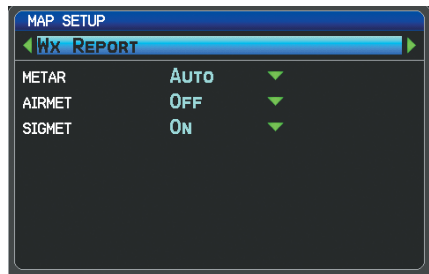 MAP SETUP
WX REPORT
METAR AUTO
AIRMET OFF
SIGMET ON